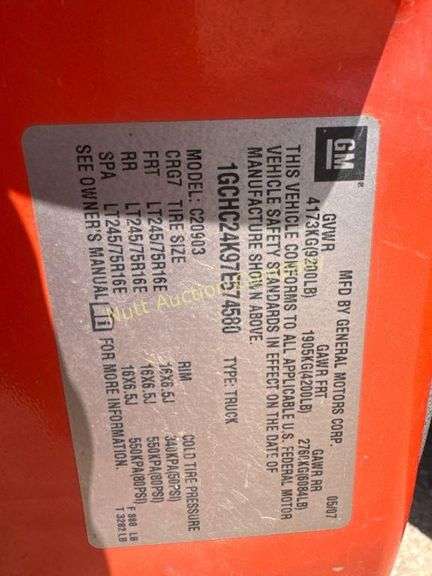 GM ®
MFD BY GENERAL MOTORS CORP
05/07
GVWR GAWR FRT GAWR RR
4173KG(9200LB) 1905KG(4200LB) 2760KG(6084LB)
THIS VEHICLE CONFORMS TO ALL APPLICABLE U.S. FEDERAL MOTOR
VEHICLE SAFETY STANDARDS IN EFFECT ON THE DATE OF
MANUFACTURE SHOWN ABOVE.
1GCHC24K97E574580 TYPE: TRUCK
MODEL: C20903
CRG7 TIRE SIZE RIM COLD TIRE PRESSURE
FRT LT245/75R16E 16X6.5J 340KPA(50PSI)
RR LT245/75R16E 16X6.5J 550KPA(80PSI)
SPA LT245/75R16E 16X6.5J 550KPA(80PSI)
SEE OWNER'S MANUAL FOR MORE INFORMATION.
T 3282 LB
Nutt Auction